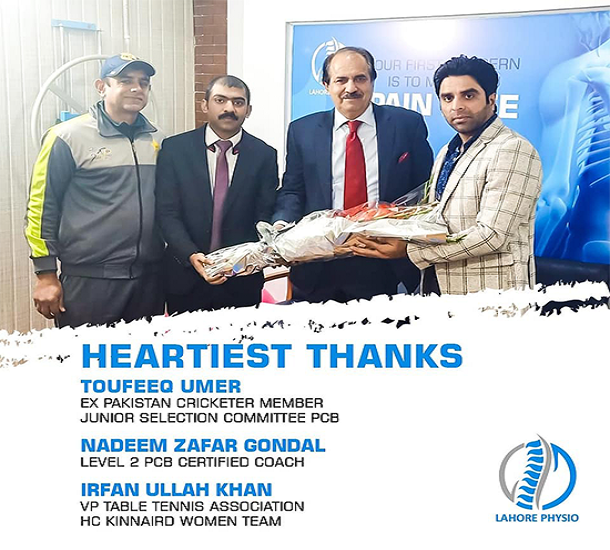 LAHORE
OUR FIRST
IS TO
PAIN
HEARTIEST THANKS
TOUFEEQ UMER
EX PAKISTAN CRICKETER MEMBER
JUNIOR SELECTION COMMITTEE PCB
NADEEM ZAFAR GONDAL
LEVEL 2 PCB CERTIFIED COACH
IRFAN ULLAH KHAN
VP TABLE TENNIS ASSOCIATION
HC KINNAIRD WOMEN TEAM
LAHORE PHYSIO